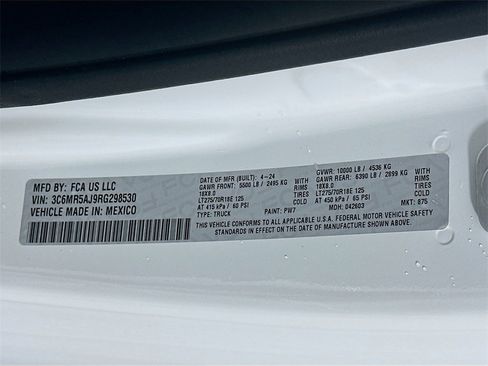 MFD BY: FCA US LLC
VIN: 3C6MR5AJ9RG298530
VEHICLE MADE IN: MEXICO
DATE OF MFR (BUILT): 4-24
GAWR FRONT: 5500 LB / 2495 KG
18X8.0 RIMS
LT275/70R18E 125 TIRES
AT 415 kPa / 60 PSI COLD
TYPE: TRUCK PAINT: PW7
GVWR: 10000 LB / 4536 KG
GAWR REAR: 6390 LB / 2899 KG
18X8.0 RIMS
LT275/70R18E 125 TIRES
AT 450 kPa / 65 PSI COLD
MDH: 042603 MKT: 875
THIS VEHICLE CONFORMS TO ALL APPLICABLE U.S.A. FEDERAL MOTOR VEHICLE SAFETY
STANDARDS IN EFFECT ON THE DATE OF MANUFACTURE SHOWN ABOVE.